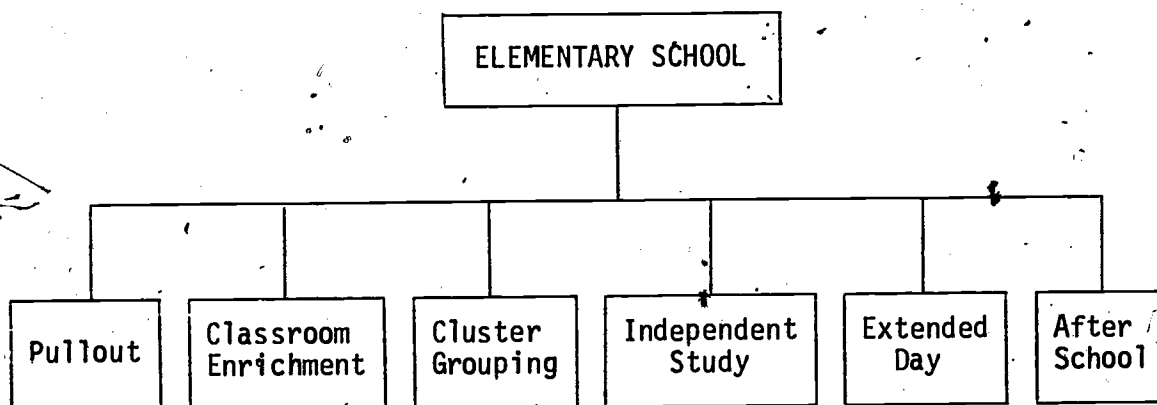 ELEMENTARY SCHOOL
Pullout
Classroom
Enrichment
Cluster
Grouping
Independent
Study
Extended
Day
After
School